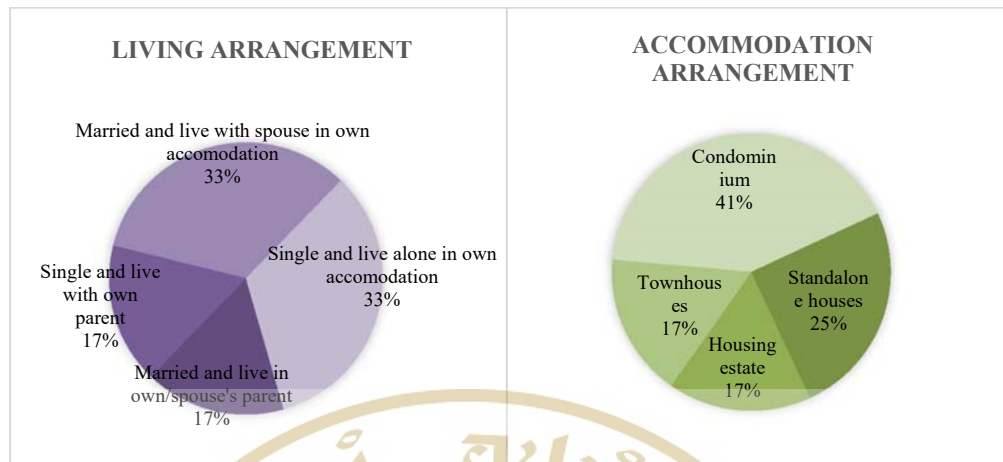 LIVING ARRANGEMENT
Married and live with spouse in own
accomodation
33%
Single and live alone in own
accomodation
33%
Single and live
with own
parent
17%
Married and live in
own/spouse's parent
17%
ACCOMMODATION
ARRANGEMENT
Condomin
ium
41%
Standalon
e houses
25%
Townhous
es
17%
Housing
estate
17%